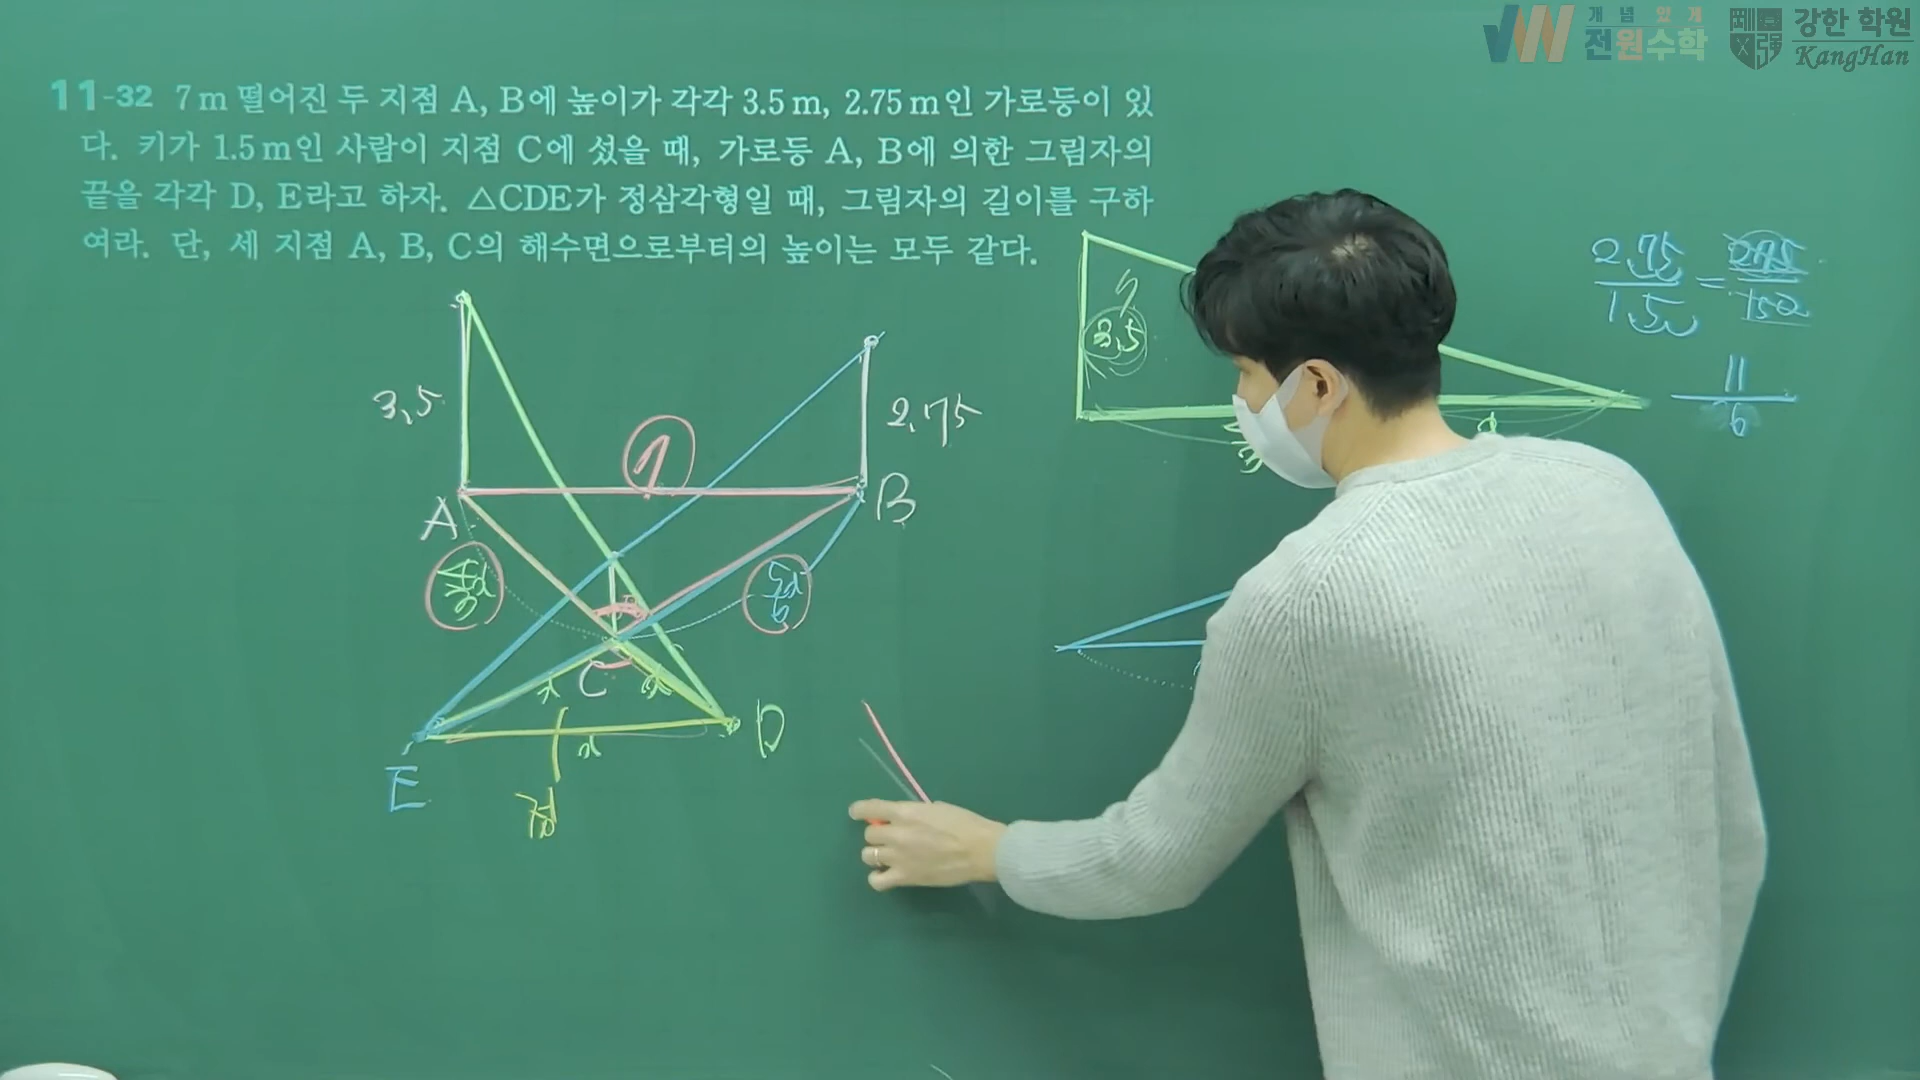 개념있게
전원수학
강한 학원
KangHan
11-32 7 m 떨어진 두 지점 A, B에 높이가 각각 3.5 m, 2.75 m인 가로등이 있
다. 키가 1.5 m인 사람이 지점 C에 섰을 때, 가로등 A, B에 의한 그림자의
끝을 각각 D, E라고 하자. △CDE가 정삼각형일 때, 그림자의 길이를 구하
여라. 단, 세 지점 A, B, C의 해수면으로부터의 높이는 모두 같다.
2.75/1.5 = 275/150
11/6
3.5
3.5
2.75
7
A
B
C
x
x
x
D
E